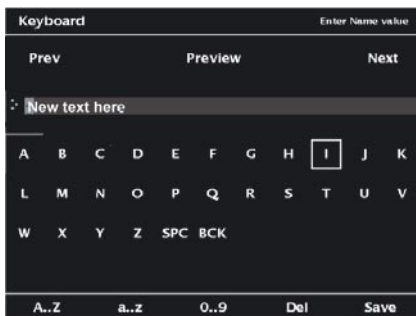 Keyboard Enter Name value
Prev Preview Next
New text here
A B C D E F G H I J K
L M N O P Q R S T U V
W X Y Z SPC BCK
A..Z a..z 0..9 Del Save